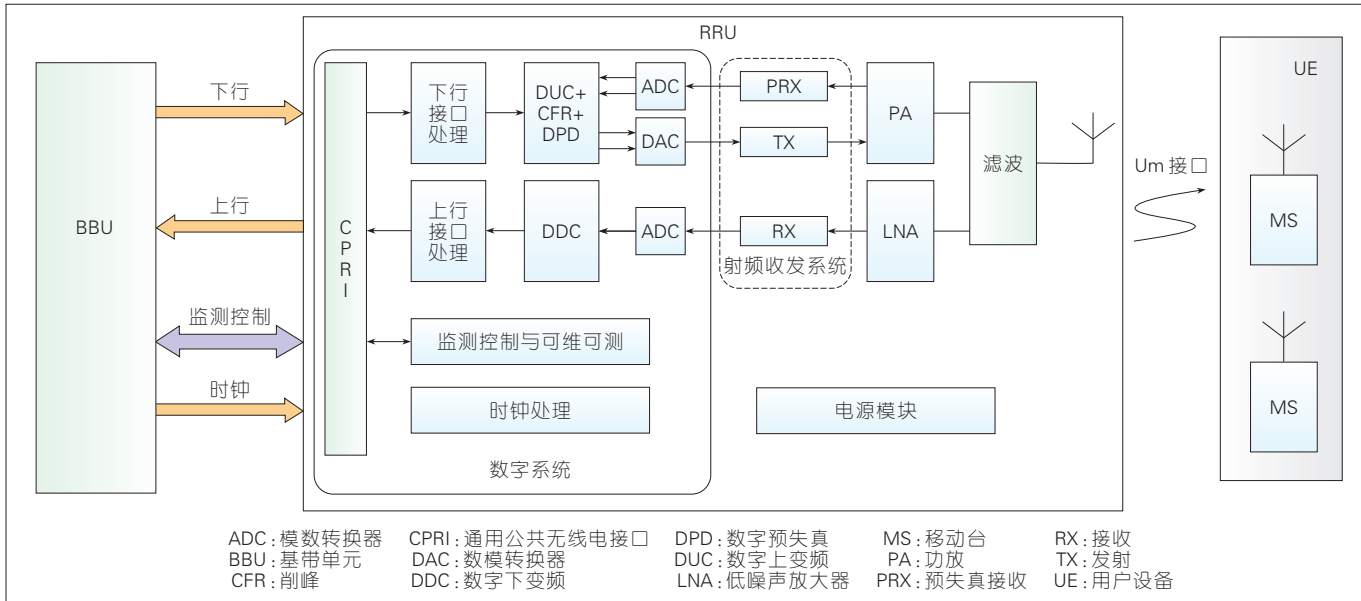 RRU
UE
BBU
下行
上行
监测控制
时钟
C
P
R
I
下行
接口
处理
DUC+
CFR+
DPD
ADC
DAC
PRX
TX
PA
滤波
Um 接口
MS
上行
接口
处理
DDC
ADC
RX
LNA
射频收发系统
监测控制与可维可测
时钟处理
电源模块
MS
数字系统
ADC：模数转换器 CPRI：通用公共无线电接口 DPD：数字预失真 MS：移动台 RX：接收
BBU：基带单元 DAC：数模转换器 DUC：数字上变频 PA：功放 TX：发射
CFR：削峰 DDC：数字下变频 LNA：低噪声放大器 PRX：预失真接收 UE：用户设备